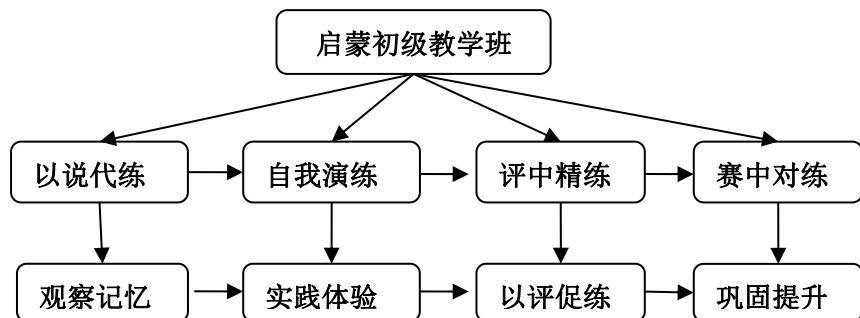 启蒙初级教学班
以说代练
自我演练
评中精练
赛中对练
观察记忆
实践体验
以评促练
巩固提升